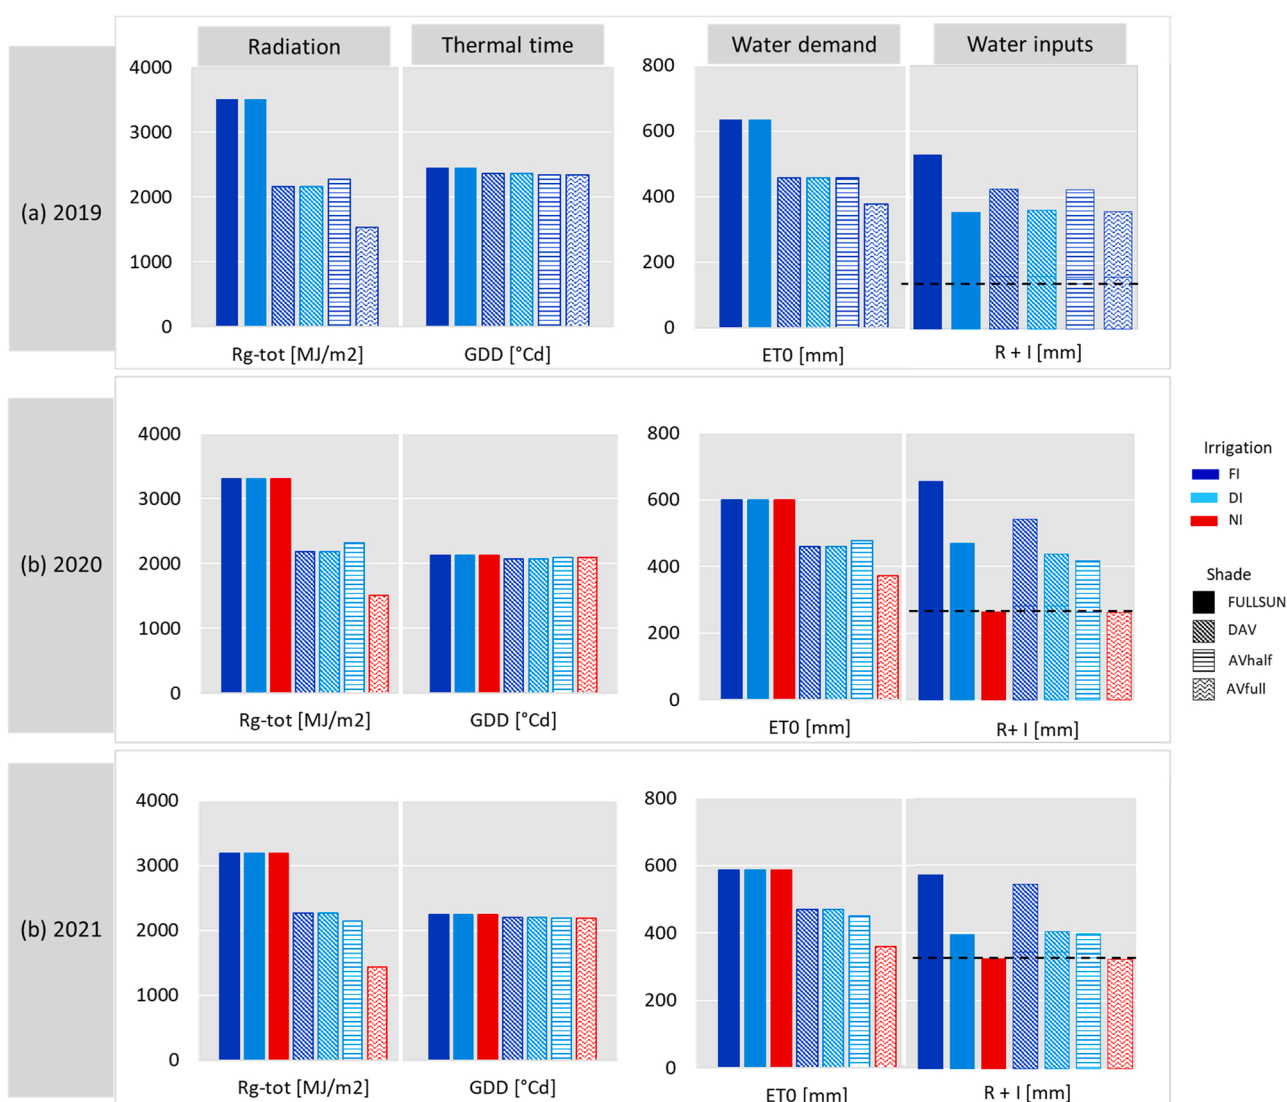 Radiation
Thermal time
Water demand
Water inputs
(a) 2019
4000
3000
2000
1000
0
800
600
400
200
0
Rg-tot [MJ/m2]
GDD [°Cd]
ET0 [mm]
R + I [mm]
(b) 2020
4000
3000
2000
1000
0
800
600
400
200
0
Rg-tot [MJ/m2]
GDD [°Cd]
ET0 [mm]
R+ I [mm]
(b) 2021
4000
3000
2000
1000
0
800
600
400
200
0
Rg-tot [MJ/m2]
GDD [°Cd]
ET0 [mm]
R + I [mm]
Irrigation
FI
DI
NI
Shade
FULLSUN
DAV
AVhalf
AVfull